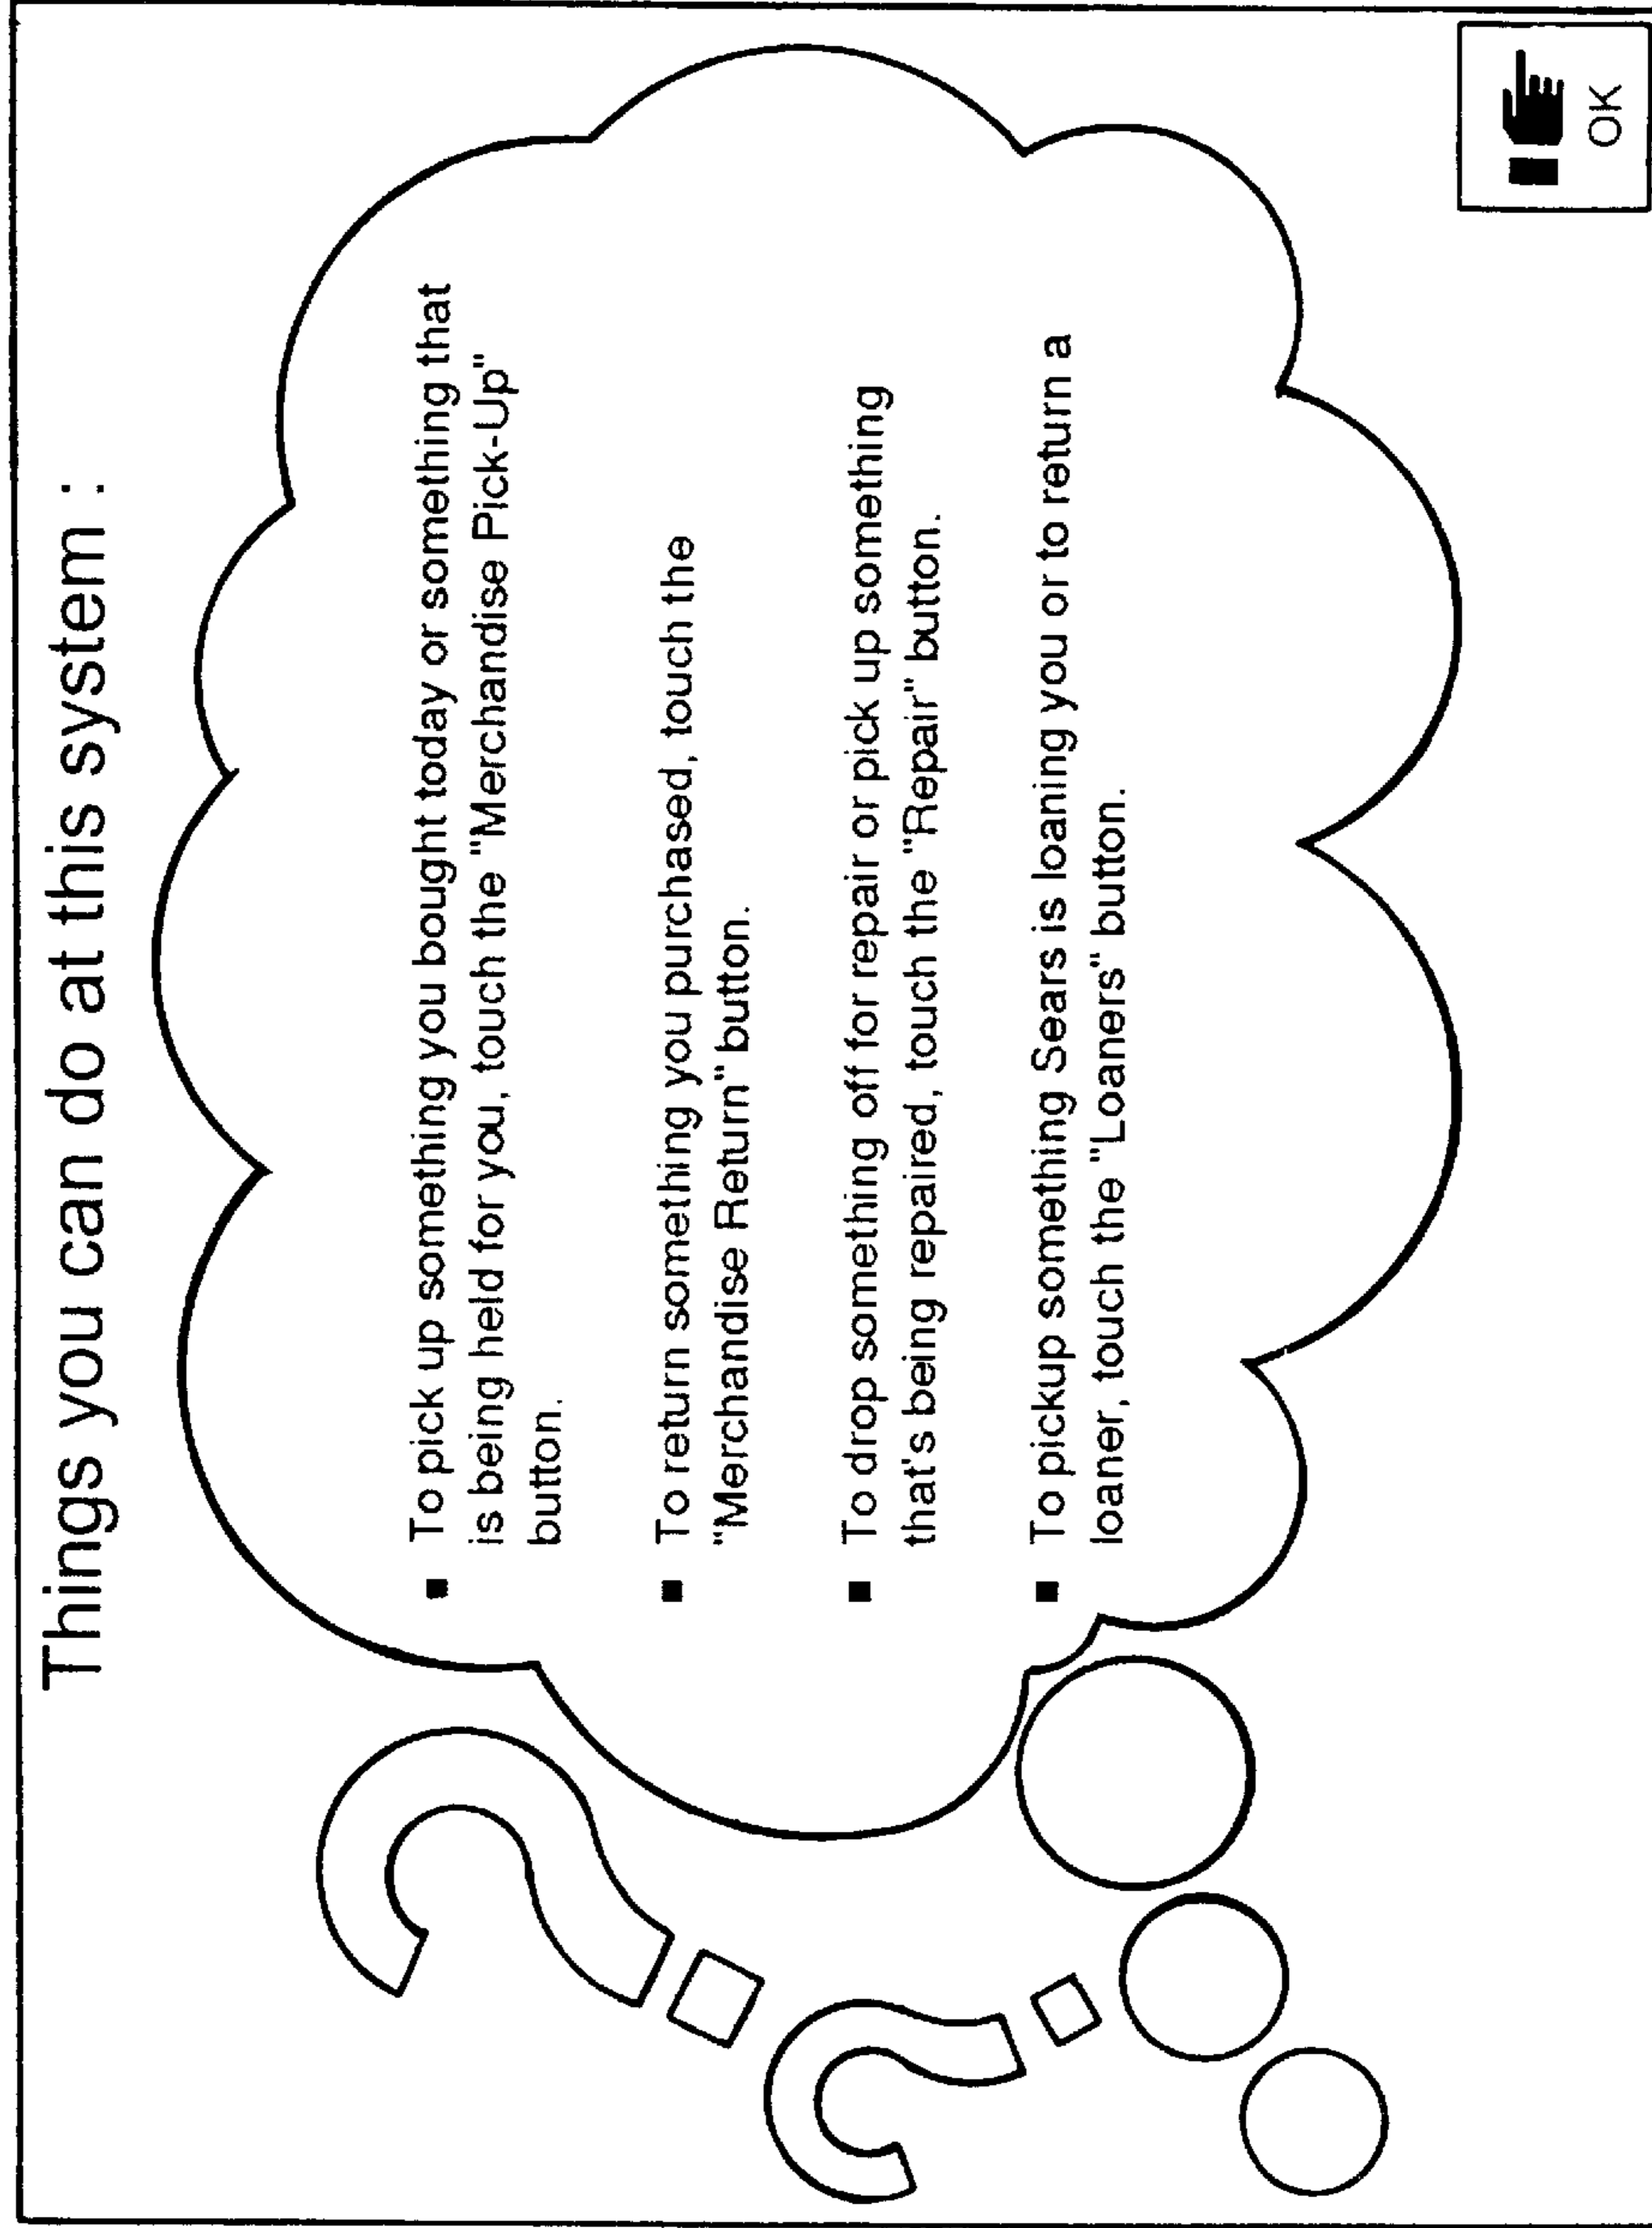 Things you can do at this system :
■ To pick up something you bought today or something that
is being held for you, touch the "Merchandise Pick-Up"
button.
■ To return something you purchased, touch the
"Merchandise Return" button.
■ To drop something off for repair or pick up something
that's being repaired, touch the "Repair" button.
■ To pickup something Sears is loaning you or to return a
loaner, touch the "Loaners" button.
OK